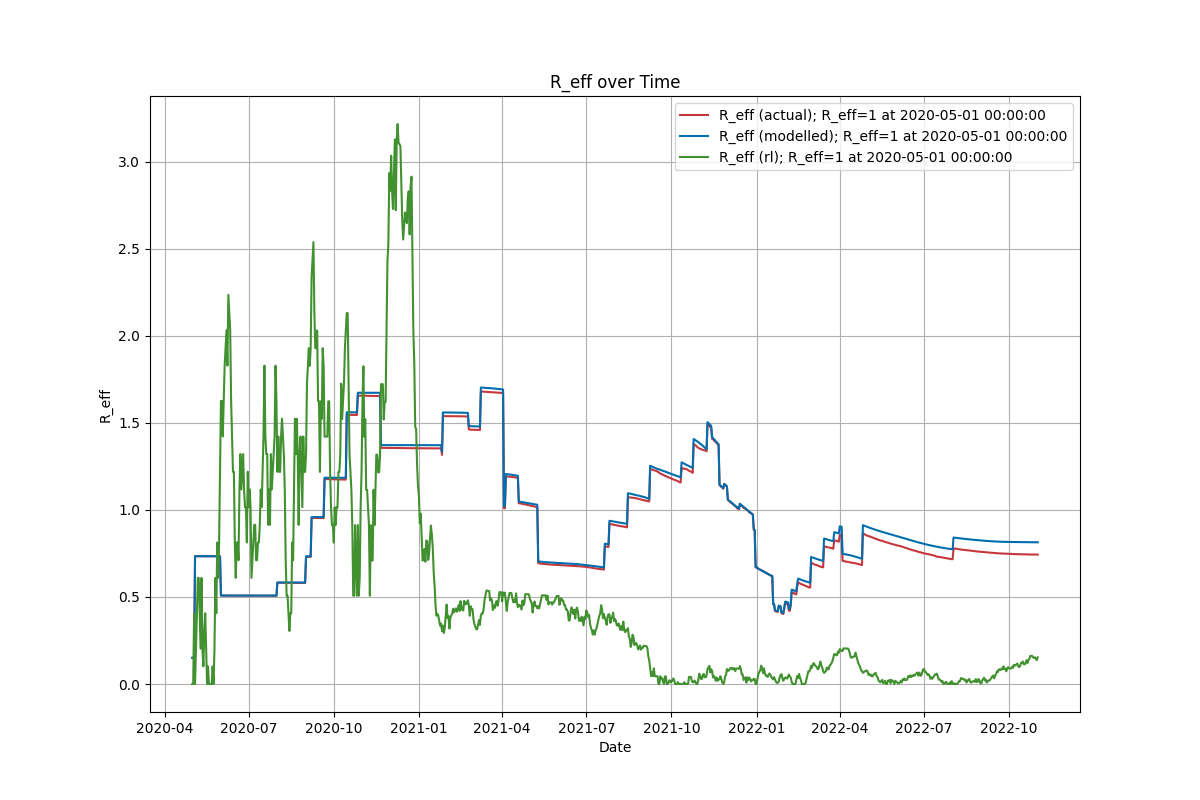 R_eff over Time
R_eff (actual); R_eff=1 at 2020-05-01 00:00:00
R_eff (modelled); R_eff=1 at 2020-05-01 00:00:00
R_eff (rl); R_eff=1 at 2020-05-01 00:00:00
R_eff
3.0
2.5
2.0
1.5
1.0
0.5
0.0
2020-04 2020-07 2020-10 2021-01 2021-04 2021-07 2021-10 2022-01 2022-04 2022-07 2022-10
Date